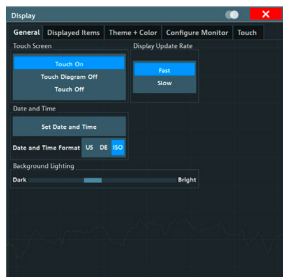 Display
General Displayed Items Theme + Color Configure Monitor Touch
Touch Screen Display Update Rate
Touch On
Touch Diagram Off
Touch Off
Fast
Slow
Date and Time
Set Date and Time
Date and Time Format US DE ISO
Background Lighting
Dark Bright